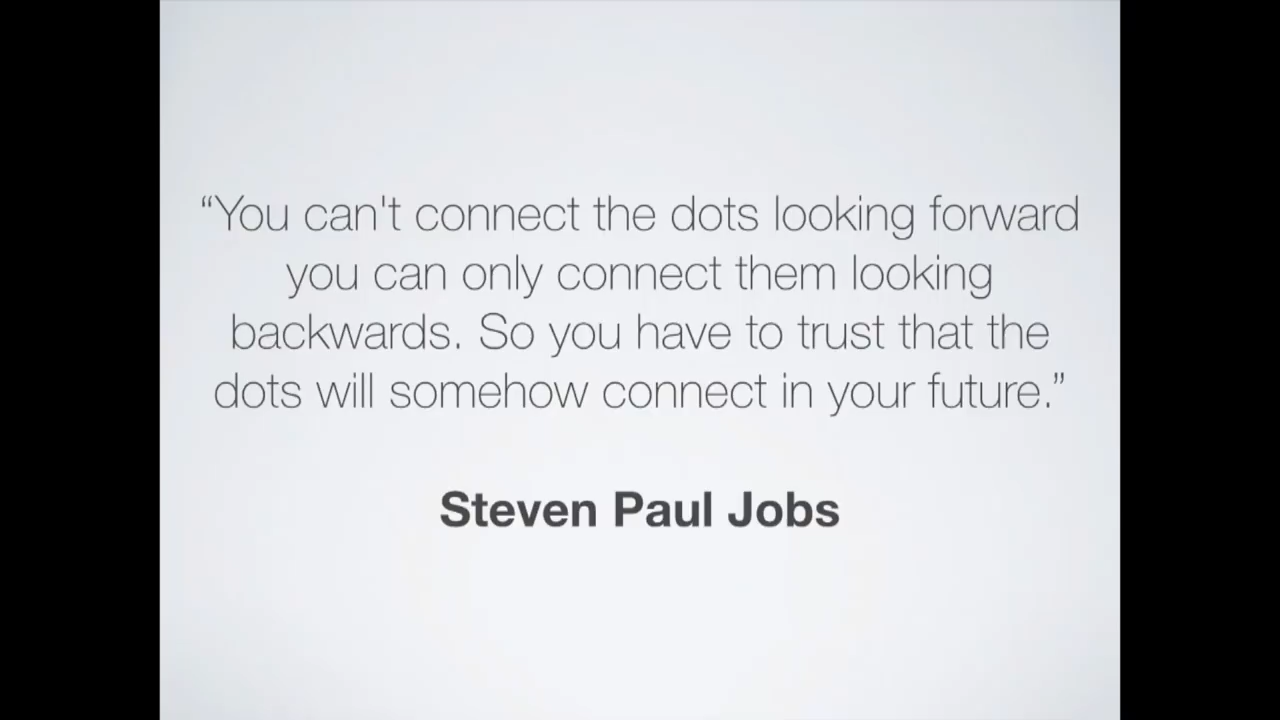 “You can't connect the dots looking forward
you can only connect them looking
backwards. So you have to trust that the
dots will somehow connect in your future.”
Steven Paul Jobs